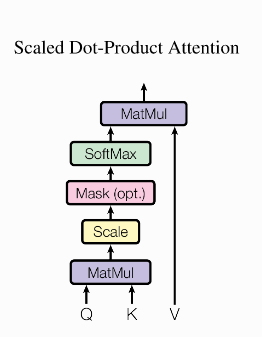 Scaled Dot-Product Attention
MatMul
SoftMax
Mask (opt.)
Scale
MatMul
Q K V